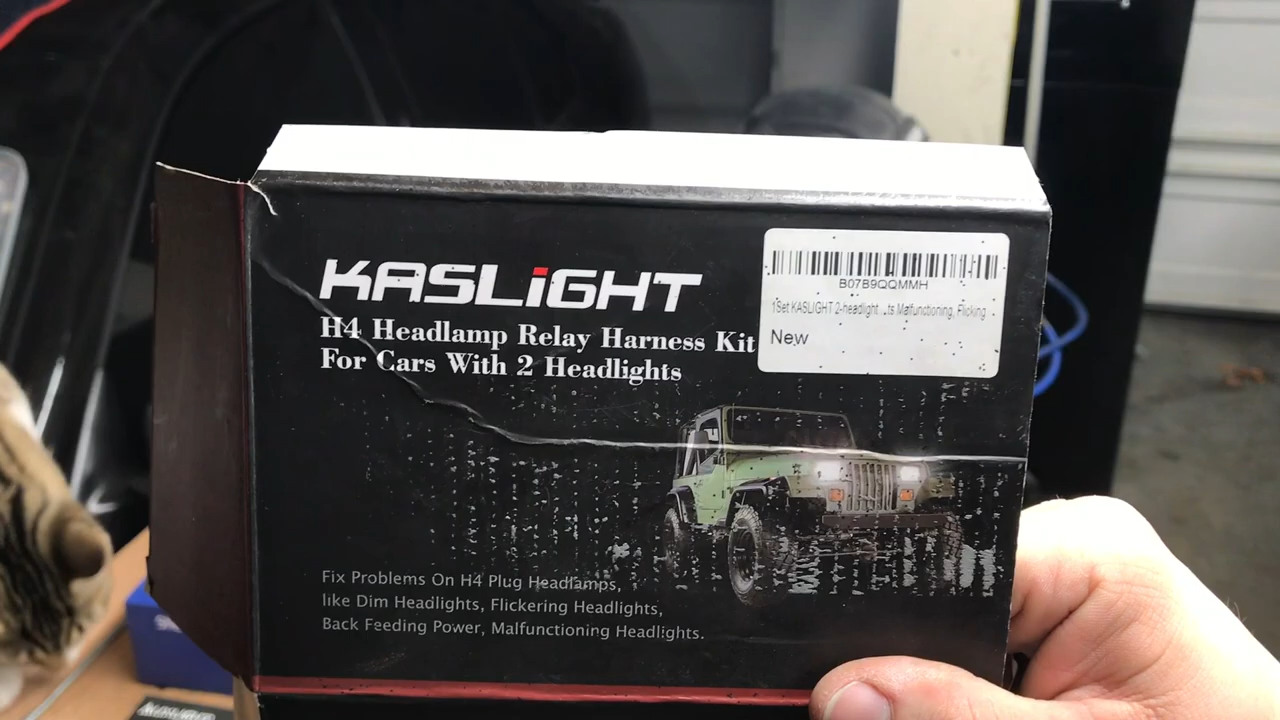 KASLiGHT
H4 Headlamp Relay Harness Kit
For Cars With 2 Headlights
B07B9QQMMH
1Set KASLIGHT 2-headlight ...ts Malfunctioning, Flicking
New
Fix Problems On H4 Plug Headlamps,
like Dim Headlights, Flickering Headlights,
Back Feeding Power, Malfunctioning Headlights.